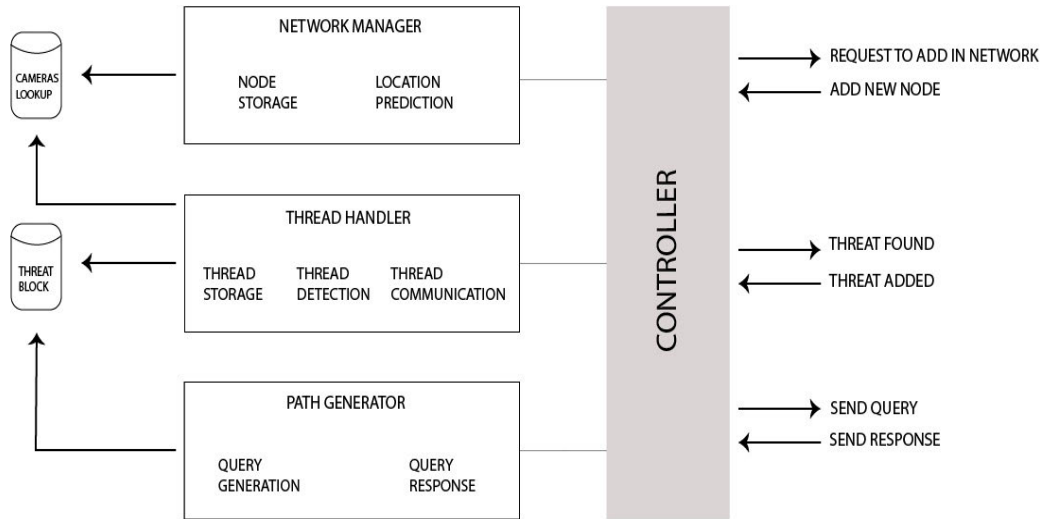 NETWORK MANAGER
NODE
STORAGE
LOCATION
PREDICTION
CAMERAS
LOOKUP
THREAD HANDLER
THREAD
STORAGE
THREAD
DETECTION
THREAD
COMMUNICATION
THREAT
BLOCK
PATH GENERATOR
QUERY
GENERATION
QUERY
RESPONSE
CONTROLLER
REQUEST TO ADD IN NETWORK
ADD NEW NODE
THREAT FOUND
THREAT ADDED
SEND QUERY
SEND RESPONSE